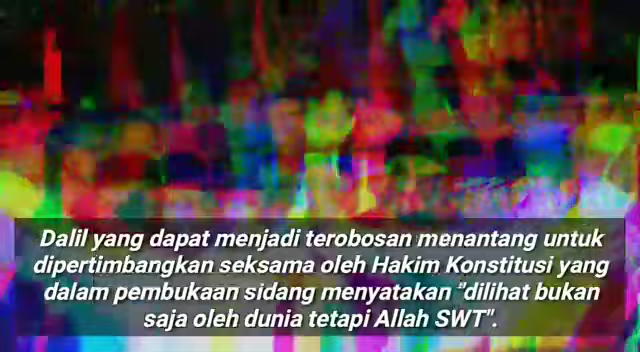 Dalil yang dapat menjadi terobosan menantang untuk
dipertimbangkan seksama oleh Hakim Konstitusi yang
dalam pembukaan sidang menyatakan "dilihat bukan
saja oleh dunia tetapi Allah SWT".